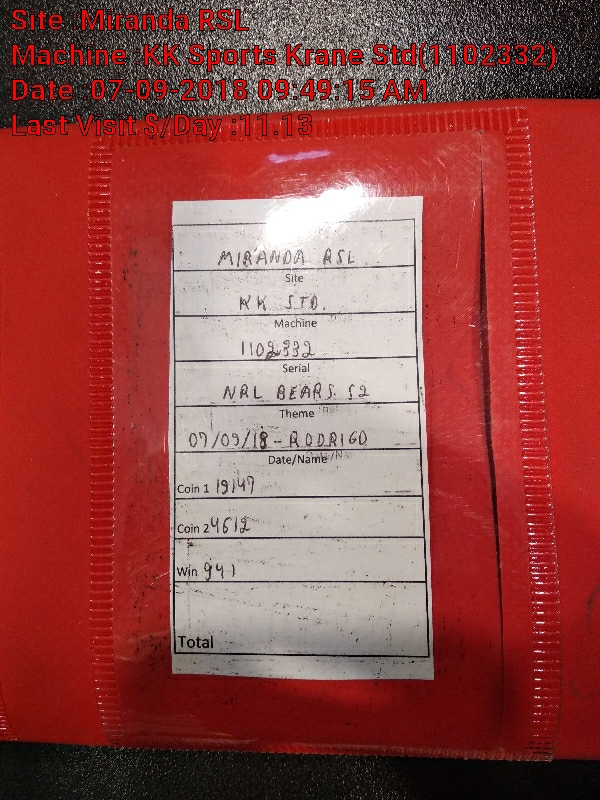 Site :Miranda RSL
Machine :KK Sports Krane Std(1102332)
Date :07-09-2018 09:49:15 AM
Last Visit $/Day :11.13
MIRANDA RSL
Site
KK STD.
Machine
1102332
Serial
NRL BEARS S2
Theme
07/09/18 - RODRIGO
Date/Name
Coin 1 19147
Coin 2 4612
Win 941
Total